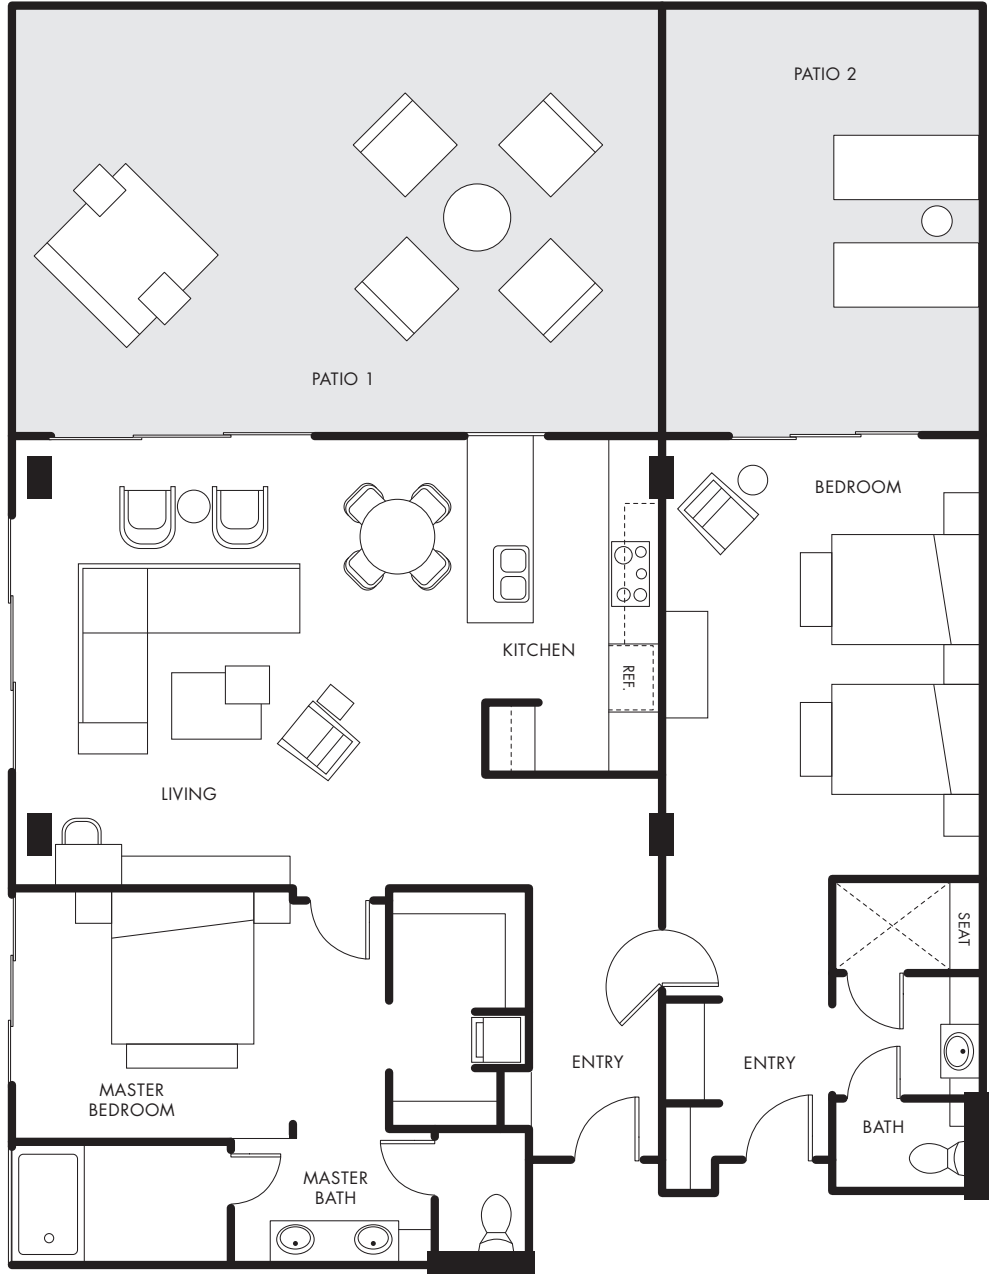 PATIO 2
PATIO 1
BEDROOM
KITCHEN
REF.
LIVING
SEAT
ENTRY
ENTRY
MASTER
BEDROOM
BATH
MASTER
BATH